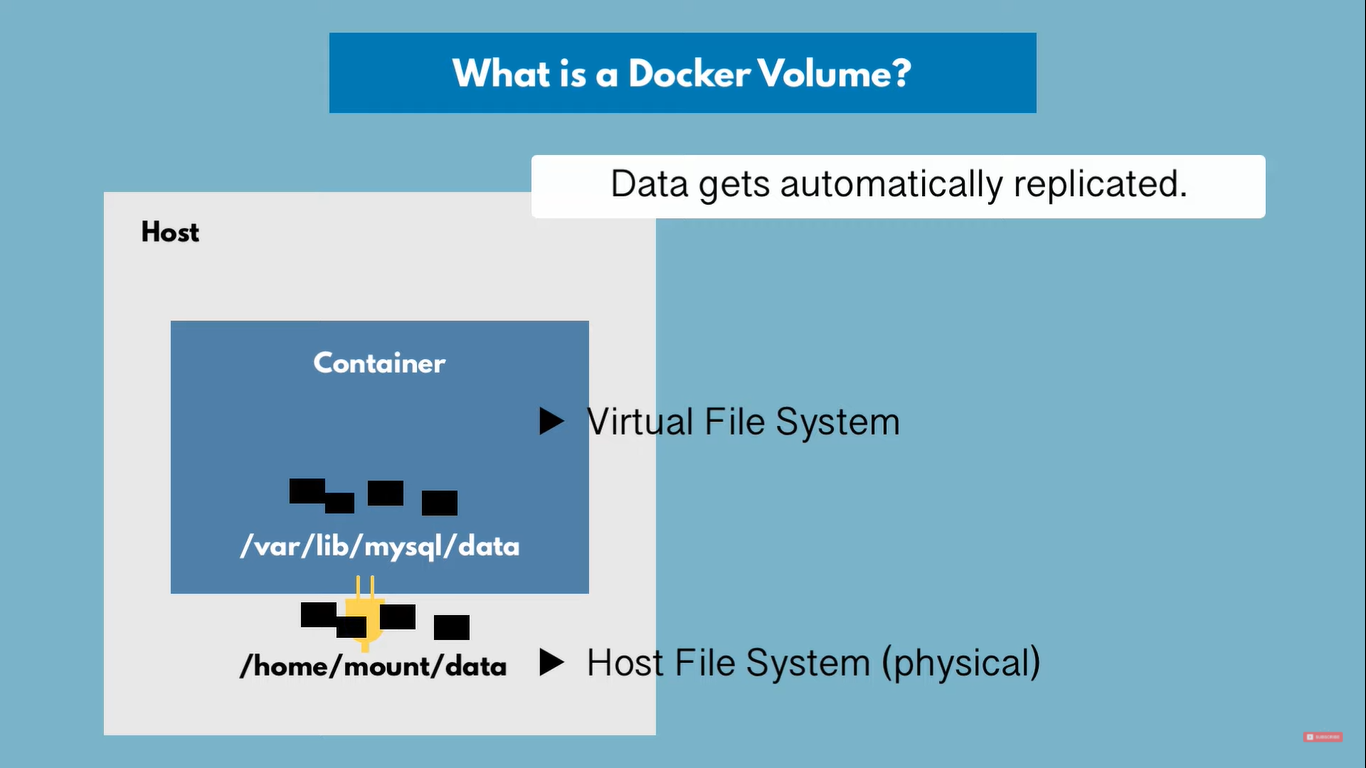 What is a Docker Volume?
Data gets automatically replicated.
Host
Container
▶ Virtual File System
/var/lib/mysql/data
/home/mount/data
▶ Host File System (physical)
SUBSCRIBE